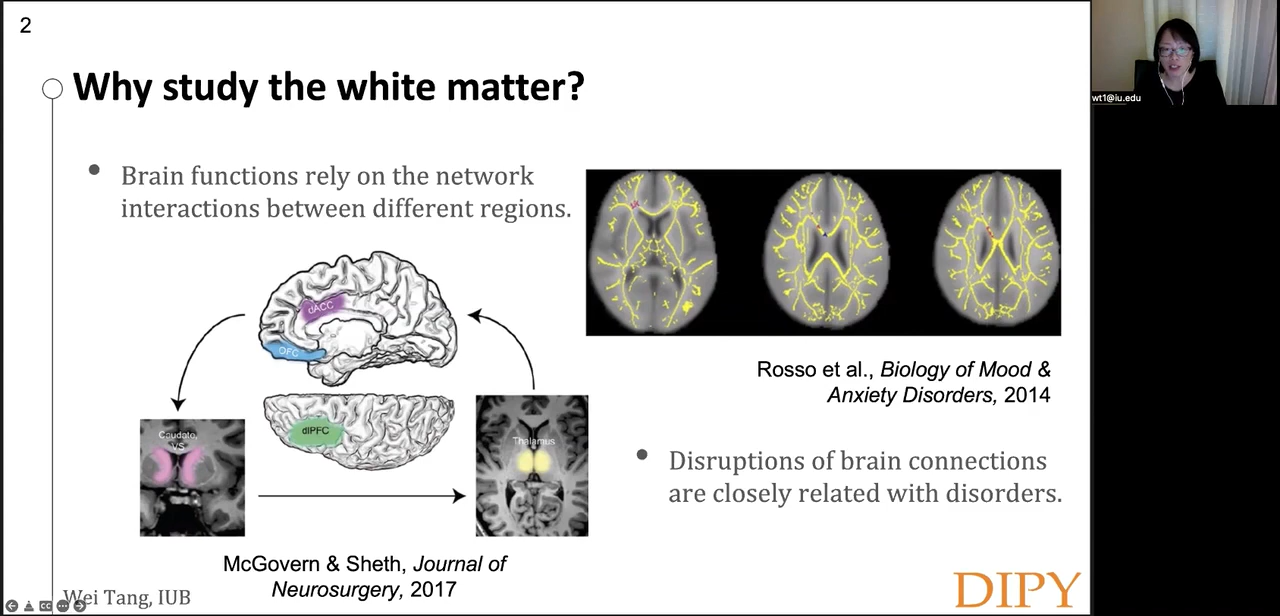 2
Why study the white matter?
wt1@iu.edu
• Brain functions rely on the network
interactions between different regions.
dACC
OFC
dlPFC
Caudate,
VS
Thalamus
McGovern & Sheth, Journal of
Neurosurgery, 2017
Rosso et al., Biology of Mood &
Anxiety Disorders, 2014
• Disruptions of brain connections
are closely related with disorders.
Wei Tang, IUB
CC
DIPY